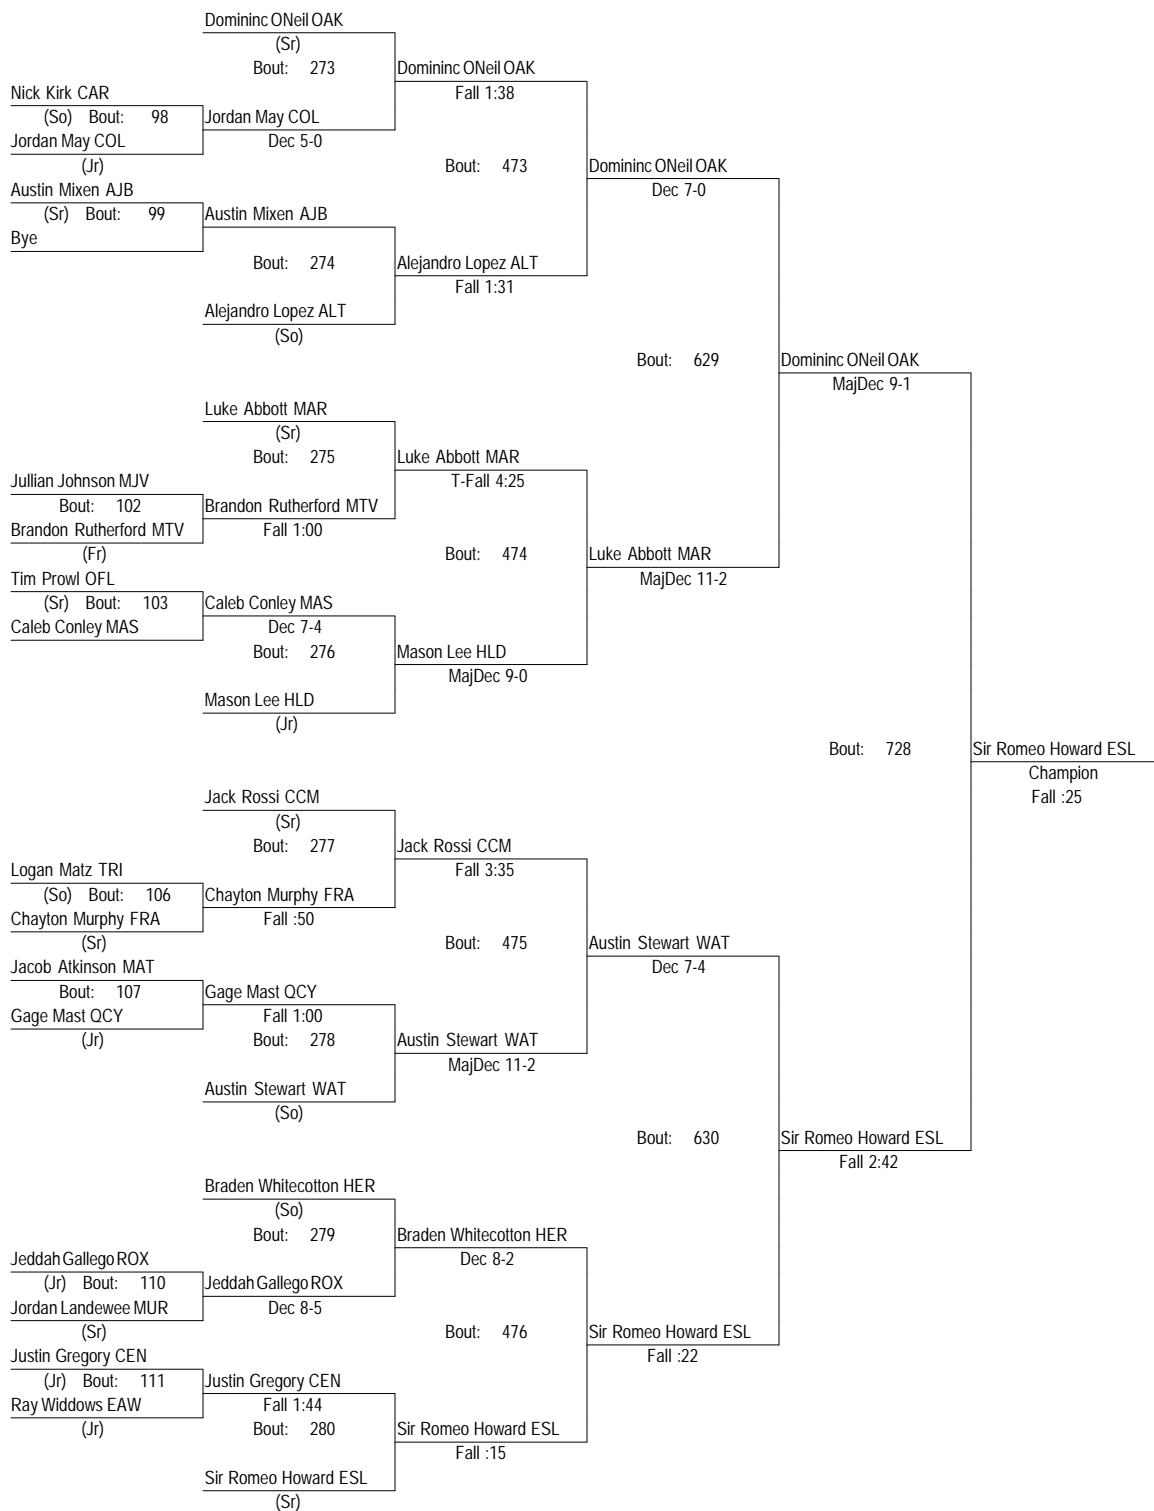 Domininc ONeil OAK
(Sr)
Bout: 273
Domininc ONeil OAK
Fall 1:38
Nick Kirk CAR
(So) Bout: 98
Jordan May COL
Dec 5-0
Jordan May COL
(Jr)
Bout: 473
Domininc ONeil OAK
Dec 7-0
Austin Mixen AJB
(Sr) Bout: 99
Austin Mixen AJB
Bye
Bout: 274
Alejandro Lopez ALT
Fall 1:31
Alejandro Lopez ALT
(So)
Bout: 629
Domininc ONeil OAK
MajDec 9-1
Luke Abbott MAR
(Sr)
Bout: 275
Luke Abbott MAR
T-Fall 4:25
Jullian Johnson MJV
Bout: 102
Brandon Rutherford MTV
Fall 1:00
Brandon Rutherford MTV
(Fr)
Bout: 474
Luke Abbott MAR
MajDec 11-2
Tim Prowl OFL
(Sr) Bout: 103
Caleb Conley MAS
Dec 7-4
Caleb Conley MAS
Bout: 276
Mason Lee HLD
MajDec 9-0
Mason Lee HLD
(Jr)
Bout: 728
Sir Romeo Howard ESL
Champion
Fall :25
Jack Rossi CCM
(Sr)
Bout: 277
Jack Rossi CCM
Fall 3:35
Logan Matz TRI
(So) Bout: 106
Chayton Murphy FRA
Fall :50
Chayton Murphy FRA
(Sr)
Bout: 475
Austin Stewart WAT
Dec 7-4
Jacob Atkinson MAT
Bout: 107
Gage Mast QCY
Fall 1:00
Gage Mast QCY
(Jr)
Bout: 278
Austin Stewart WAT
MajDec 11-2
Austin Stewart WAT
(So)
Bout: 630
Sir Romeo Howard ESL
Fall 2:42
Braden Whitecotton HER
(So)
Bout: 279
Braden Whitecotton HER
Dec 8-2
Jeddah Gallego ROX
(Jr) Bout: 110
Jeddah Gallego ROX
Dec 8-5
Jordan Landewee MUR
(Sr)
Bout: 476
Sir Romeo Howard ESL
Fall :22
Justin Gregory CEN
(Jr) Bout: 111
Justin Gregory CEN
Fall 1:44
Ray Widdows EAW
(Jr)
Bout: 280
Sir Romeo Howard ESL
Fall :15
Sir Romeo Howard ESL
(Sr)